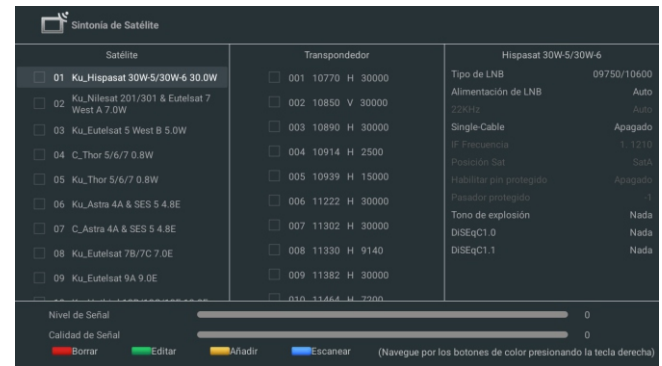 Sintonía de Satélite
Satélite
01 Ku_Hispasat 30W-5/30W-6 30.0W
02 Ku_Nilesat 201/301 & Eutelsat 7
West A 7.0W
03 Ku_Eutelsat 5 West B 5.0W
04 C_Thor 5/6/7 0.8W
05 Ku_Thor 5/6/7 0.8W
06 Ku_Astra 4A & SES 5 4.8E
07 C_Astra 4A & SES 5 4.8E
08 Ku_Eutelsat 7B/7C 7.0E
09 Ku_Eutelsat 9A 9.0E
Transpondedor
001 10770 H 30000
002 10850 V 30000
003 10890 H 30000
004 10914 H 2500
005 10939 H 15000
006 11222 H 30000
007 11302 H 30000
008 11330 H 9140
009 11382 H 30000
010 11464 H 7200
Hispasat 30W-5/30W-6
Tipo de LNB 09750/10600
Alimentación de LNB Auto
22KHz Auto
Single-Cable Apagado
IF Frecuencia 1. 1210
Posición Sat SatA
Habilitar pin protegido Apagado
Pasador protegido -1
Tono de explosión Nada
DiSEqC1.0 Nada
DiSEqC1.1 Nada
Nivel de Señal 0
Calidad de Señal 0
Borrar Editar Añadir Escanear (Navegue por los botones de color presionando la tecla derecha)